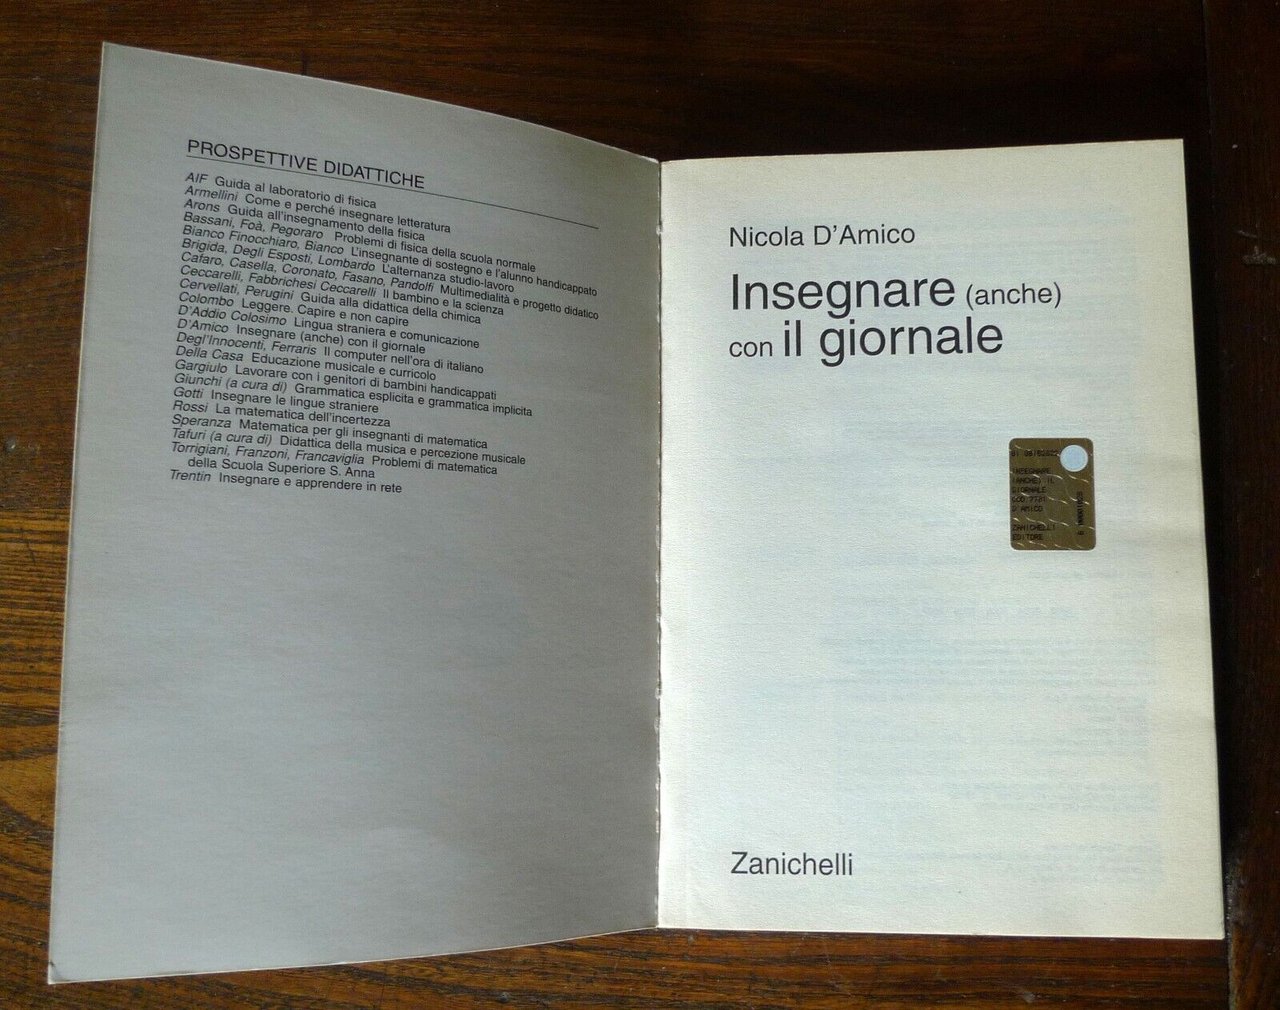 PROSPETTIVE DIDATTICHE
AIF Guida al laboratorio di fisica
Armellini Come e perché insegnare letteratura
Arons Guida all'insegnamento della fisica
Bassani, Foà, Pegoraro Problemi di fisica della scuola normale
Bianco Finocchiaro, Bianco L'insegnante di sostegno e l'alunno handicappato
Brigida, Degli Esposti, Lombardo L'alternanza studio-lavoro
Cafaro, Casella, Coronato, Fasano, Pandolfi Multimedialità e progetto didatico
Ceccarelli, Fabbrichesi Ceccarelli Il bambino e la scienza
Cervellati, Perugini Guida alla didattica della chimica
Colombo Leggere. Capire e non capire
D'Addio Colosimo Lingua straniera e comunicazione
D'Amico Insegnare (anche) con il giornale
Degl'Innocenti, Ferraris Il computer nell'ora di italiano
Della Casa Educazione musicale e curricolo
Gargiulo Lavorare con i genitori di bambini handicappati
Giunchi (a cura di) Grammatica esplicita e grammatica implicita
Gotti Insegnare le lingue straniere
Rossi La matematica dell'incertezza
Speranza Matematica per gli insegnanti di matematica
Tafuri (a cura di) Didattica della musica e percezione musicale
Torrigiani, Franzoni, Francaviglia Problemi di matematica
della Scuola Superiore S. Anna
Trentin Insegnare e apprendere in rete
Nicola D'Amico
Insegnare (anche)
con il giornale
INSEGNARE
(ANCHE) IL
GIORNALE
D AMICO
ZANICHELLI
EDITORE
Zanichelli